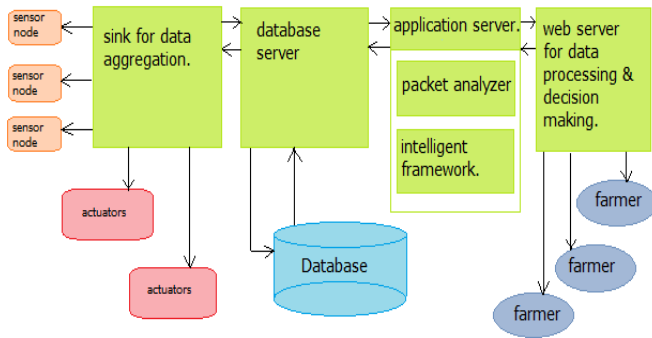 sensor
node
sensor
node
sensor
node
sink for data
aggregation.
actuators
actuators
database
server
Database
application server.
packet analyzer
intelligent
framework.
web server
for data
processing &
decision
making.
farmer
farmer
farmer